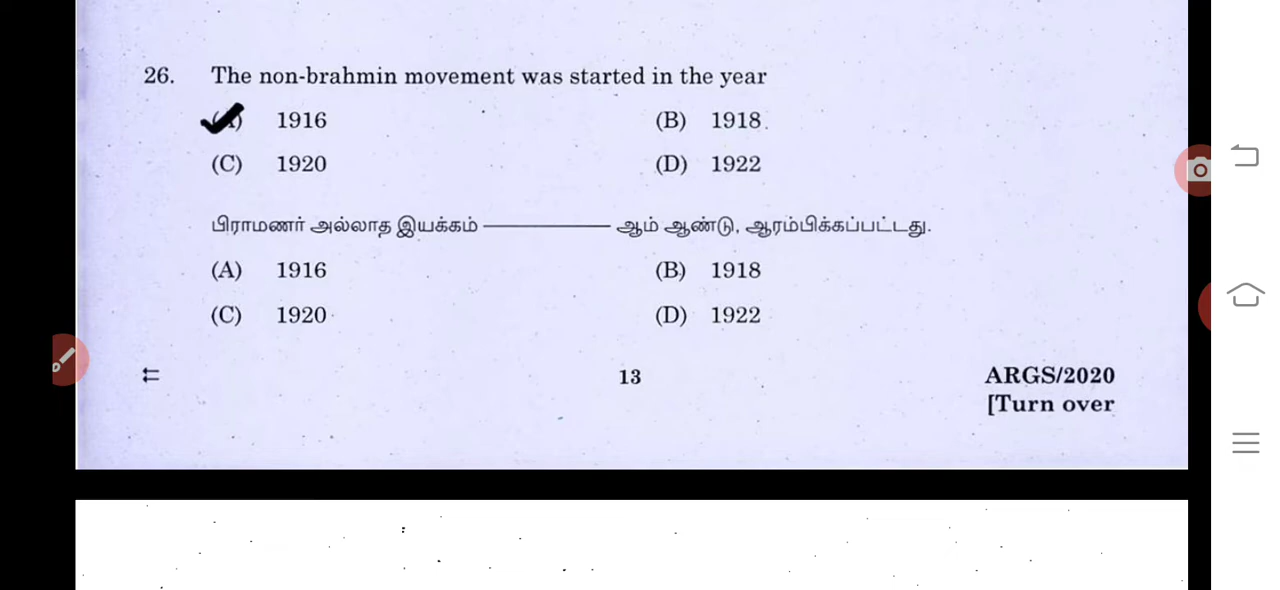 26. The non-brahmin movement was started in the year
1916 (B) 1918
(C) 1920 (D) 1922
பிராமணர் அல்லாத இயக்கம் ———— ஆம் ஆண்டு, ஆரம்பிக்கப்பட்டது.
(A) 1916 (B) 1918
(C) 1920 (D) 1922
13 ARGS/2020
[Turn over